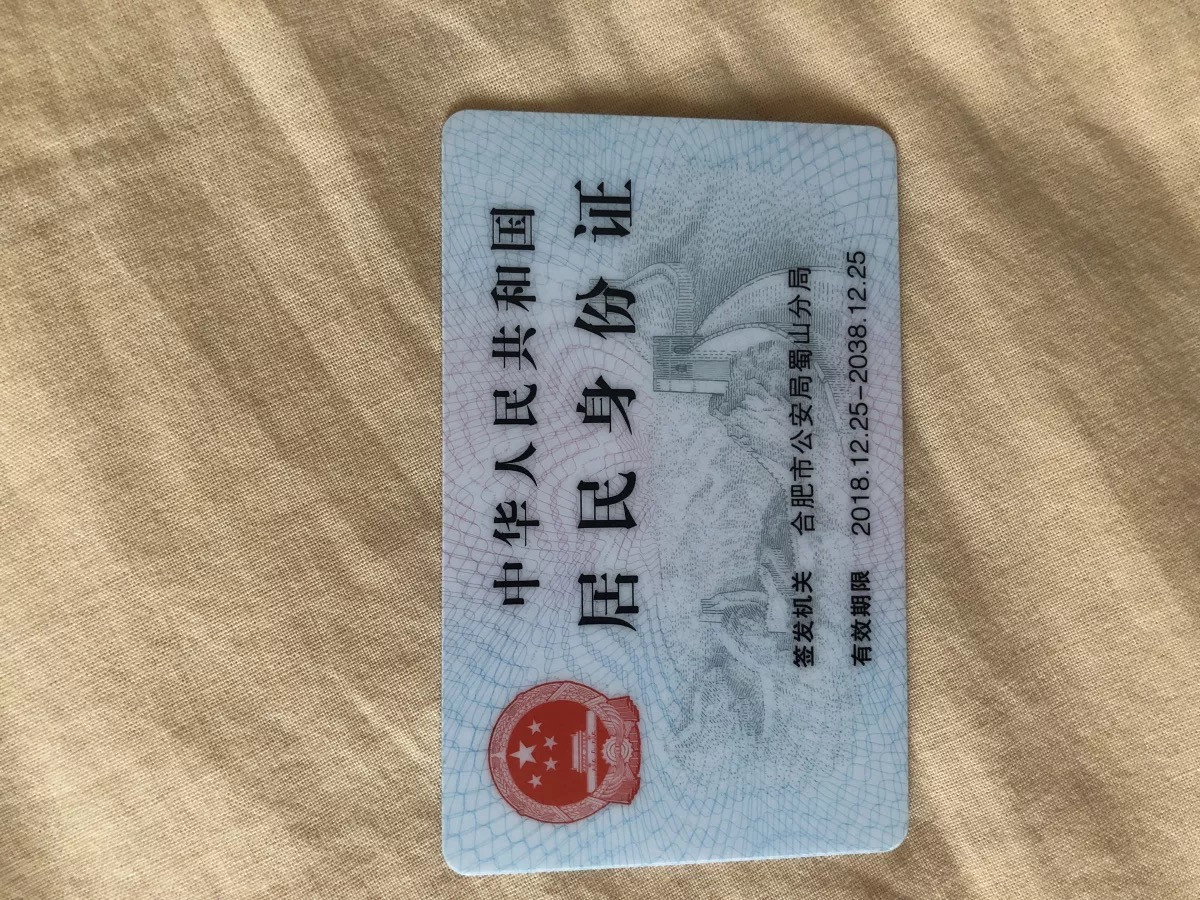 中华人民共和国
居民身份证
签发机关 合肥市公安局蜀山分局
有效期限 2018.12.25-2038.12.25